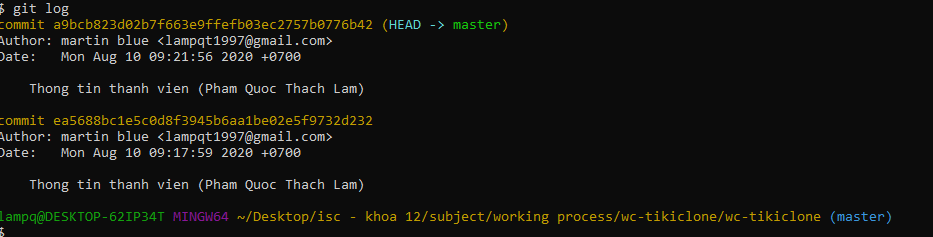 $ git log
commit a9bcb823d02b7f663e9ffefb03ec2757b0776b42 (HEAD -> master)
Author: martin blue <lampqt1997@gmail.com>
Date:   Mon Aug 10 09:21:56 2020 +0700
Thong tin thanh vien (Pham Quoc Thach Lam)
commit ea5688bc1e5c0d8f3945b6aa1be02e5f9732d232
Author: martin blue <lampqt1997@gmail.com>
Date:   Mon Aug 10 09:17:59 2020 +0700
Thong tin thanh vien (Pham Quoc Thach Lam)
lampq@DESKTOP-62IP34T MINGW64 ~/Desktop/isc - khoa 12/subject/working process/wc-tikiclone/wc-tikiclone (master)
$